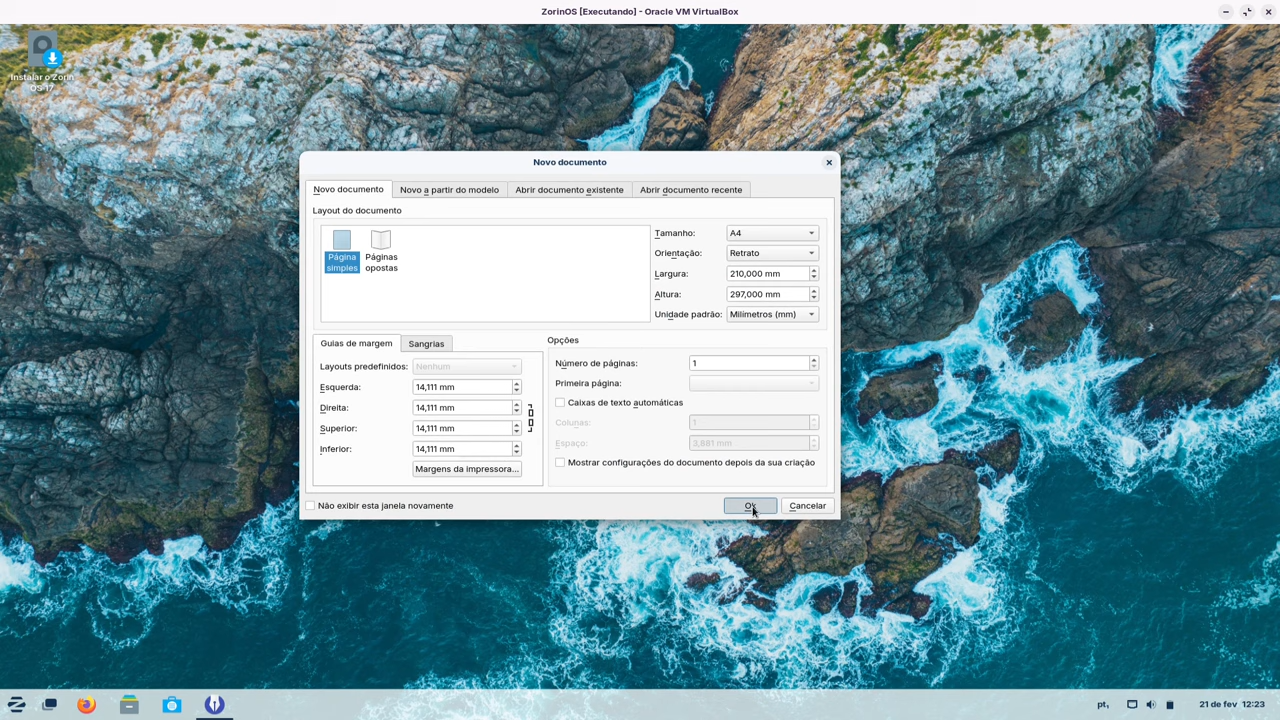 ZorinOS [Executando] - Oracle VM VirtualBox
Instalar o Zorin
OS 17
Novo documento
Novo documento
Novo a partir do modelo
Abrir documento existente
Abrir documento recente
Layout do documento
Página
simples
Páginas
opostas
Tamanho: A4
Orientação: Retrato
Largura: 210,000 mm
Altura: 297,000 mm
Unidade padrão: Milímetros (mm)
Guias de margem
Sangrias
Layouts predefinidos: Nenhum
Esquerda: 14,111 mm
Direita: 14,111 mm
Superior: 14,111 mm
Inferior: 14,111 mm
Margens da impressora...
Opções
Número de páginas: 1
Primeira página:
Caixas de texto automáticas
Colunas: 1
Espaço: 3,881 mm
Mostrar configurações do documento depois da sua criação
Não exibir esta janela novamente
Ok
Cancelar
pt₁
21 de fev 12:23